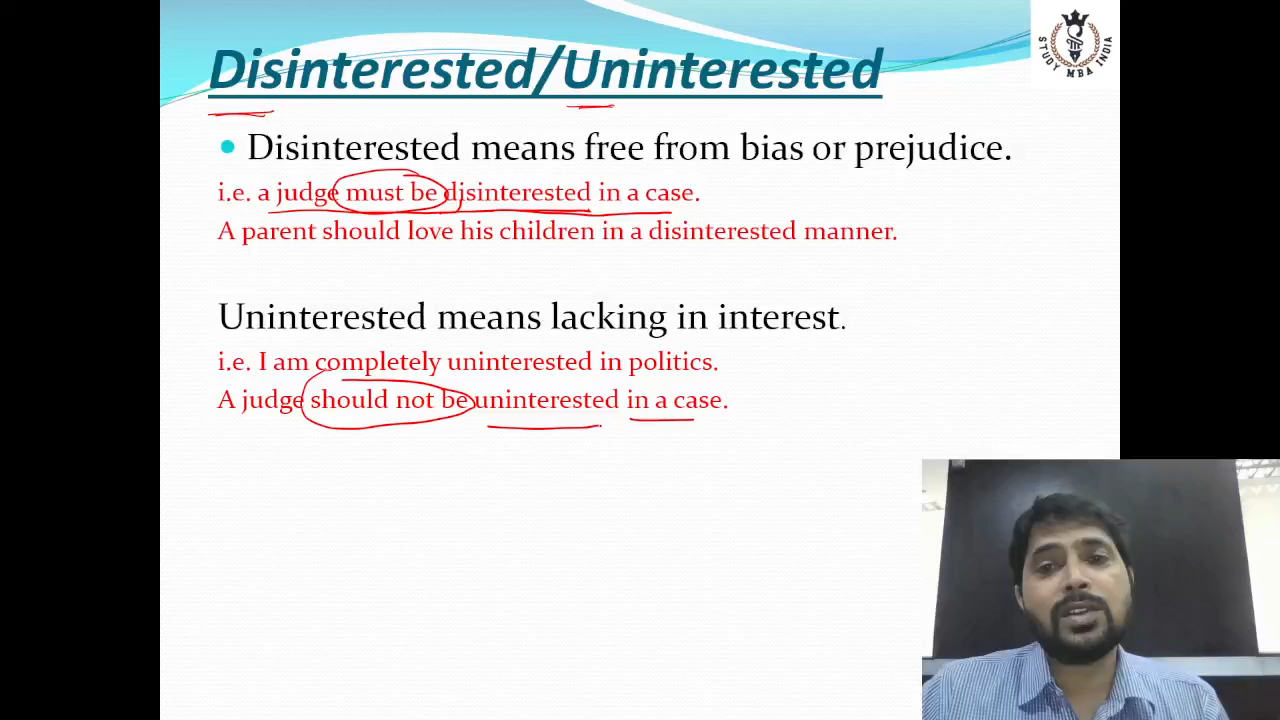 Disinterested/Uninterested
STUDY MBA INDIA
Disinterested means free from bias or prejudice.
i.e. a judge must be disinterested in a case.
A parent should love his children in a disinterested manner.
Uninterested means lacking in interest.
i.e. I am completely uninterested in politics.
A judge should not be uninterested in a case.